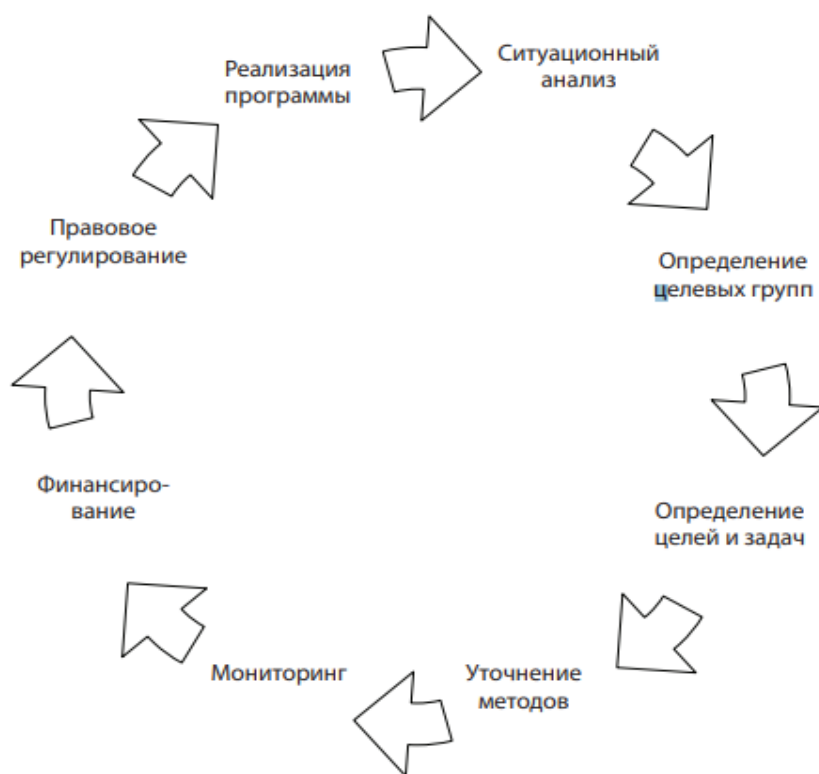 Реализация
программы
Ситуационный
анализ
Определение
целевых групп
Определение
целей и задач
Уточнение
методов
Мониторинг
Финансиро-
вание
Правовое
регулирование